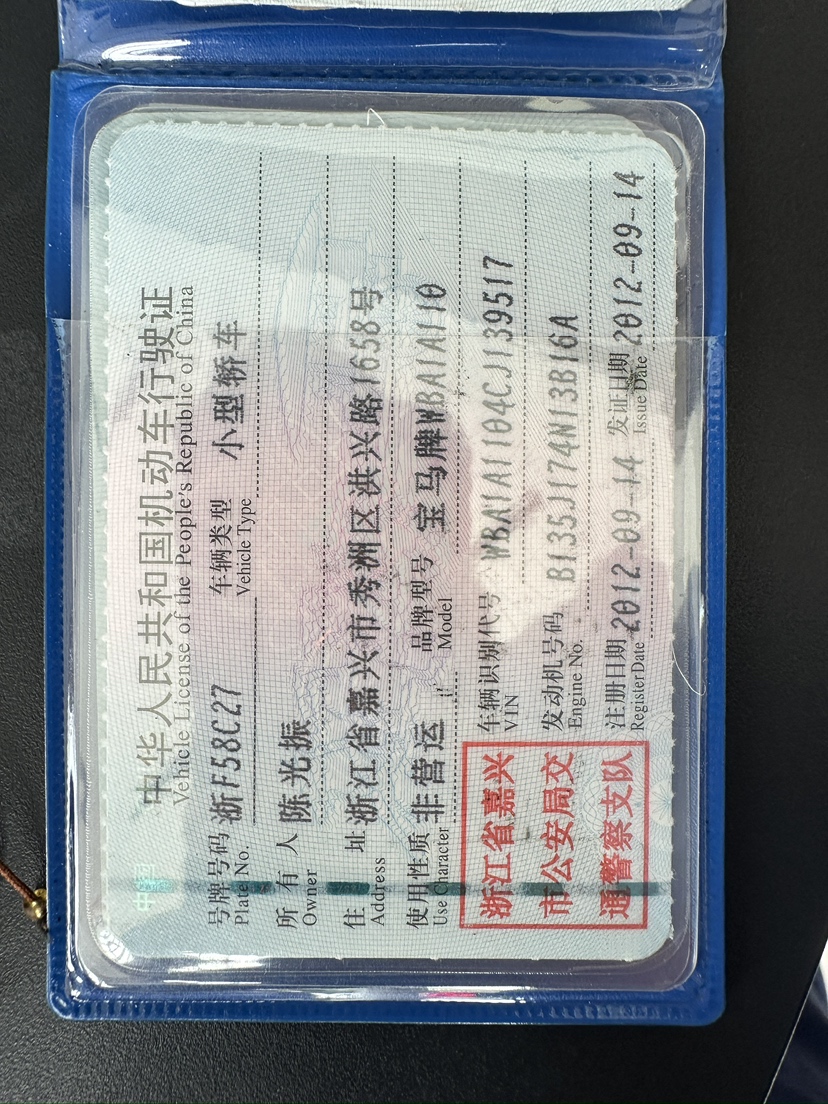 中华人民共和国机动车行驶证
Vehicle License of the People's Republic of China
号牌号码 浙F58C27 车辆类型 小型轿车
Plate No. Vehicle Type
所有人 陈光振
Owner
住址 浙江省嘉兴市秀洲区洪兴路1658号
Address
使用性质 非营运 品牌型号 宝马牌WBA1A110
Use Character Model
浙江省嘉兴
市公安局交
通警察支队
车辆识别代号 WBA1A1104CJ139517
VIN
发动机号码 B135J174N13B16A
Engine No.
注册日期 2012-09-14 发证日期 2012-09-14
Register Date Issue Date